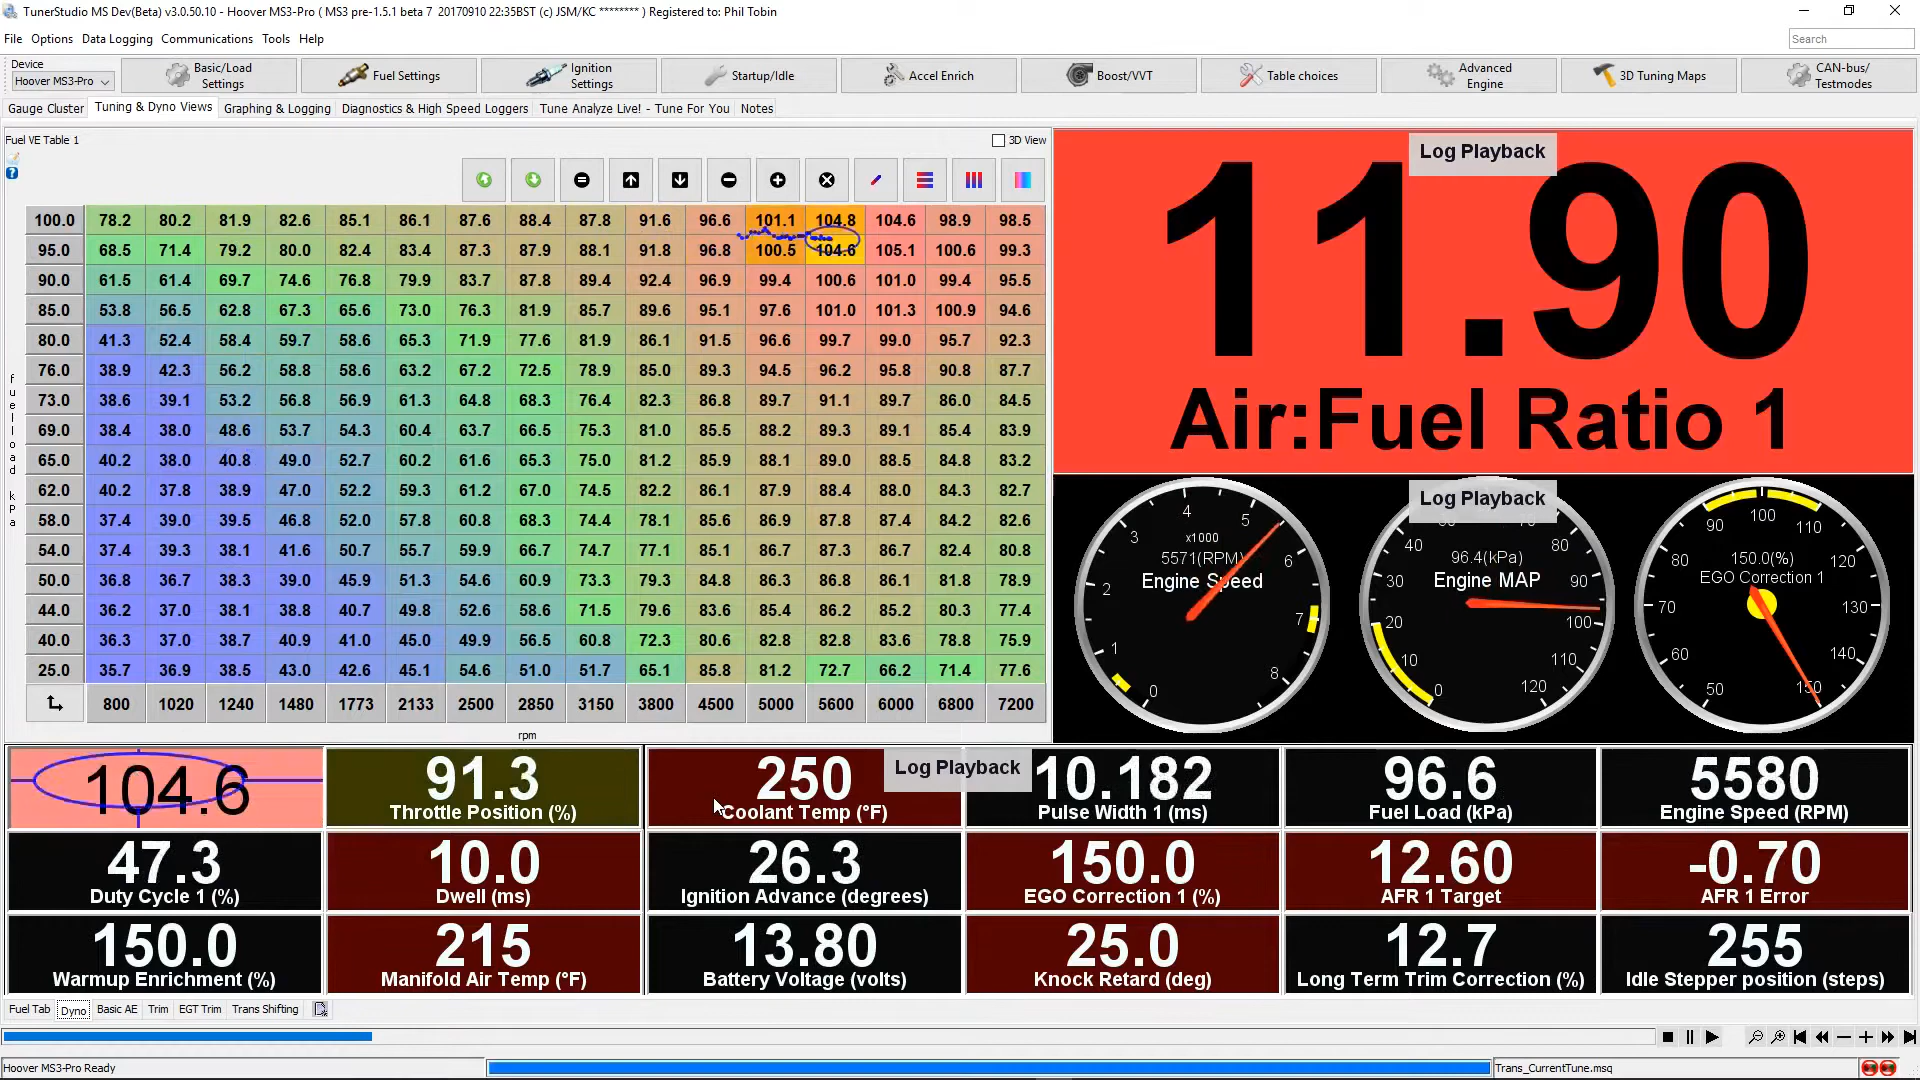 TunerStudio MS Dev(Beta) v3.0.50.10 - Hoover MS3-Pro ( MS3 pre-1.5.1 beta 7  20170910 22:35BST (c) JSM/KC ******** ) Registered to: Phil Tobin
File Options Data Logging Communications Tools Help
Search
Device
Hoover MS3-Pro
Basic/Load Settings
Fuel Settings
Ignition Settings
Startup/Idle
Accel Enrich
Boost/VVT
Table choices
Advanced Engine
3D Tuning Maps
CAN-bus/ Testmodes
Gauge Cluster Tuning & Dyno Views Graphing & Logging Diagnostics & High Speed Loggers Tune Analyze Live! - Tune For You Notes
Fuel VE Table 1
3D View
100.0 78.2 80.2 81.9 82.6 85.1 86.1 87.6 88.4 87.8 91.6 96.6 101.1 104.8 104.6 98.9 98.5
95.0 68.5 71.4 79.2 80.0 82.4 83.4 87.3 87.9 88.1 91.8 96.8 100.5 104.6 105.1 100.6 99.3
90.0 61.5 61.4 69.7 74.6 76.8 79.9 83.7 87.8 89.4 92.4 96.9 99.4 100.6 101.0 99.4 95.5
85.0 53.8 56.5 62.8 67.3 65.6 73.0 76.3 81.9 85.7 89.6 95.1 97.6 101.0 101.3 100.9 94.6
80.0 41.3 52.4 58.4 59.7 58.6 65.3 71.9 77.6 81.9 86.1 91.5 96.6 99.7 99.0 95.7 92.3
76.0 38.9 42.3 56.2 58.8 58.6 63.2 67.2 72.5 78.9 85.0 89.3 94.5 96.2 95.8 90.8 87.7
73.0 38.6 39.1 53.2 56.8 56.9 61.3 64.8 68.3 76.4 82.3 86.8 89.7 91.1 89.7 86.0 84.5
69.0 38.4 38.0 48.6 53.7 54.3 60.4 63.7 66.5 75.3 81.0 85.5 88.2 89.3 89.1 85.4 83.9
65.0 40.2 38.0 40.8 49.0 52.7 60.2 61.6 65.3 75.0 81.2 85.9 88.1 89.0 88.5 84.8 83.2
62.0 40.2 37.8 38.9 47.0 52.2 59.3 61.2 67.0 74.5 82.2 86.1 87.9 88.4 88.0 84.3 82.7
58.0 37.4 39.0 39.5 46.8 52.0 57.8 60.8 68.3 74.4 78.1 85.6 86.9 87.8 87.4 84.2 82.6
54.0 37.4 39.3 38.1 41.6 50.7 55.7 59.9 66.7 74.7 77.1 85.1 86.7 87.3 86.7 82.4 80.8
50.0 36.8 36.7 38.3 39.0 45.9 51.3 54.6 60.9 73.3 79.3 84.8 86.3 86.8 86.1 81.8 78.9
44.0 36.2 37.0 38.1 38.8 40.7 49.8 52.6 58.6 71.5 79.6 83.6 85.4 86.2 85.2 80.3 77.4
40.0 36.3 37.0 38.7 40.9 41.0 45.0 49.9 56.5 60.8 72.3 80.6 82.8 82.8 83.6 78.8 75.9
25.0 35.7 36.9 38.5 43.0 42.6 45.1 54.6 51.0 51.7 65.1 85.8 81.2 72.7 66.2 71.4 77.6
800 1020 1240 1480 1773 2133 2500 2850 3150 3800 4500 5000 5600 6000 6800 7200
fuelload kPa
rpm
Log Playback
11.90
Air:Fuel Ratio 1
Log Playback
0 1 2 3 4 5 6 7 8
x1000
5571(RPM)
Engine Speed
0 10 20 30 40 80 90 100 110 120
96.4(kPa)
Engine MAP
50 60 70 80 90 100 110 120 130 140 150
150.0(%)
EGO Correction 1
Log Playback
104.6
91.3
Throttle Position (%)
250
Coolant Temp (°F)
10.182
Pulse Width 1 (ms)
96.6
Fuel Load (kPa)
5580
Engine Speed (RPM)
47.3
Duty Cycle 1 (%)
10.0
Dwell (ms)
26.3
Ignition Advance (degrees)
150.0
EGO Correction 1 (%)
12.60
AFR 1 Target
-0.70
AFR 1 Error
150.0
Warmup Enrichment (%)
215
Manifold Air Temp (°F)
13.80
Battery Voltage (volts)
25.0
Knock Retard (deg)
12.7
Long Term Trim Correction (%)
255
Idle Stepper position (steps)
Fuel Tab Dyno Basic AE Trim EGT Trim Trans Shifting
Hoover MS3-Pro Ready
Trans_CurrentTune.msq